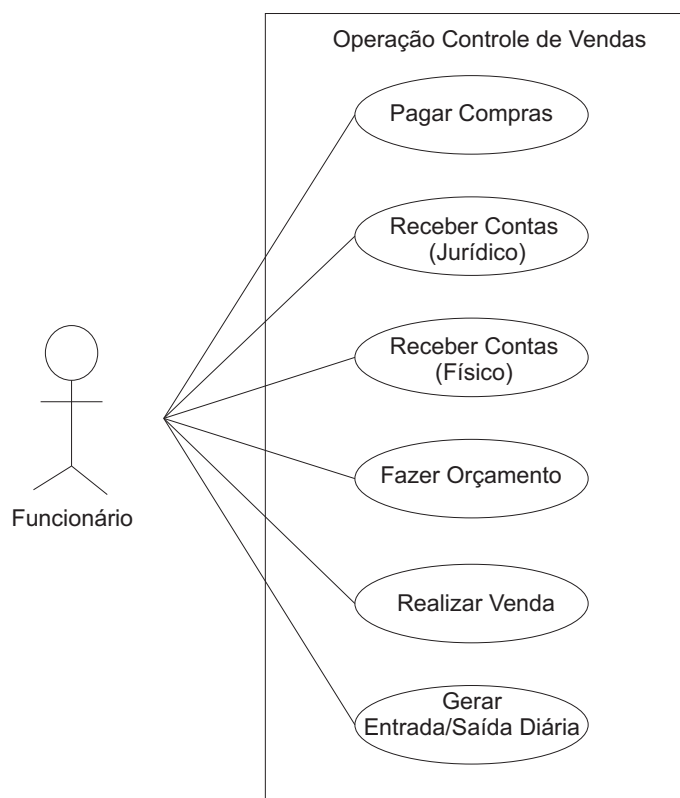 Operação Controle de Vendas
Pagar Compras
Receber Contas
(Jurídico)
Receber Contas
(Físico)
Fazer Orçamento
Funcionário
Realizar Venda
Gerar
Entrada/Saída Diária